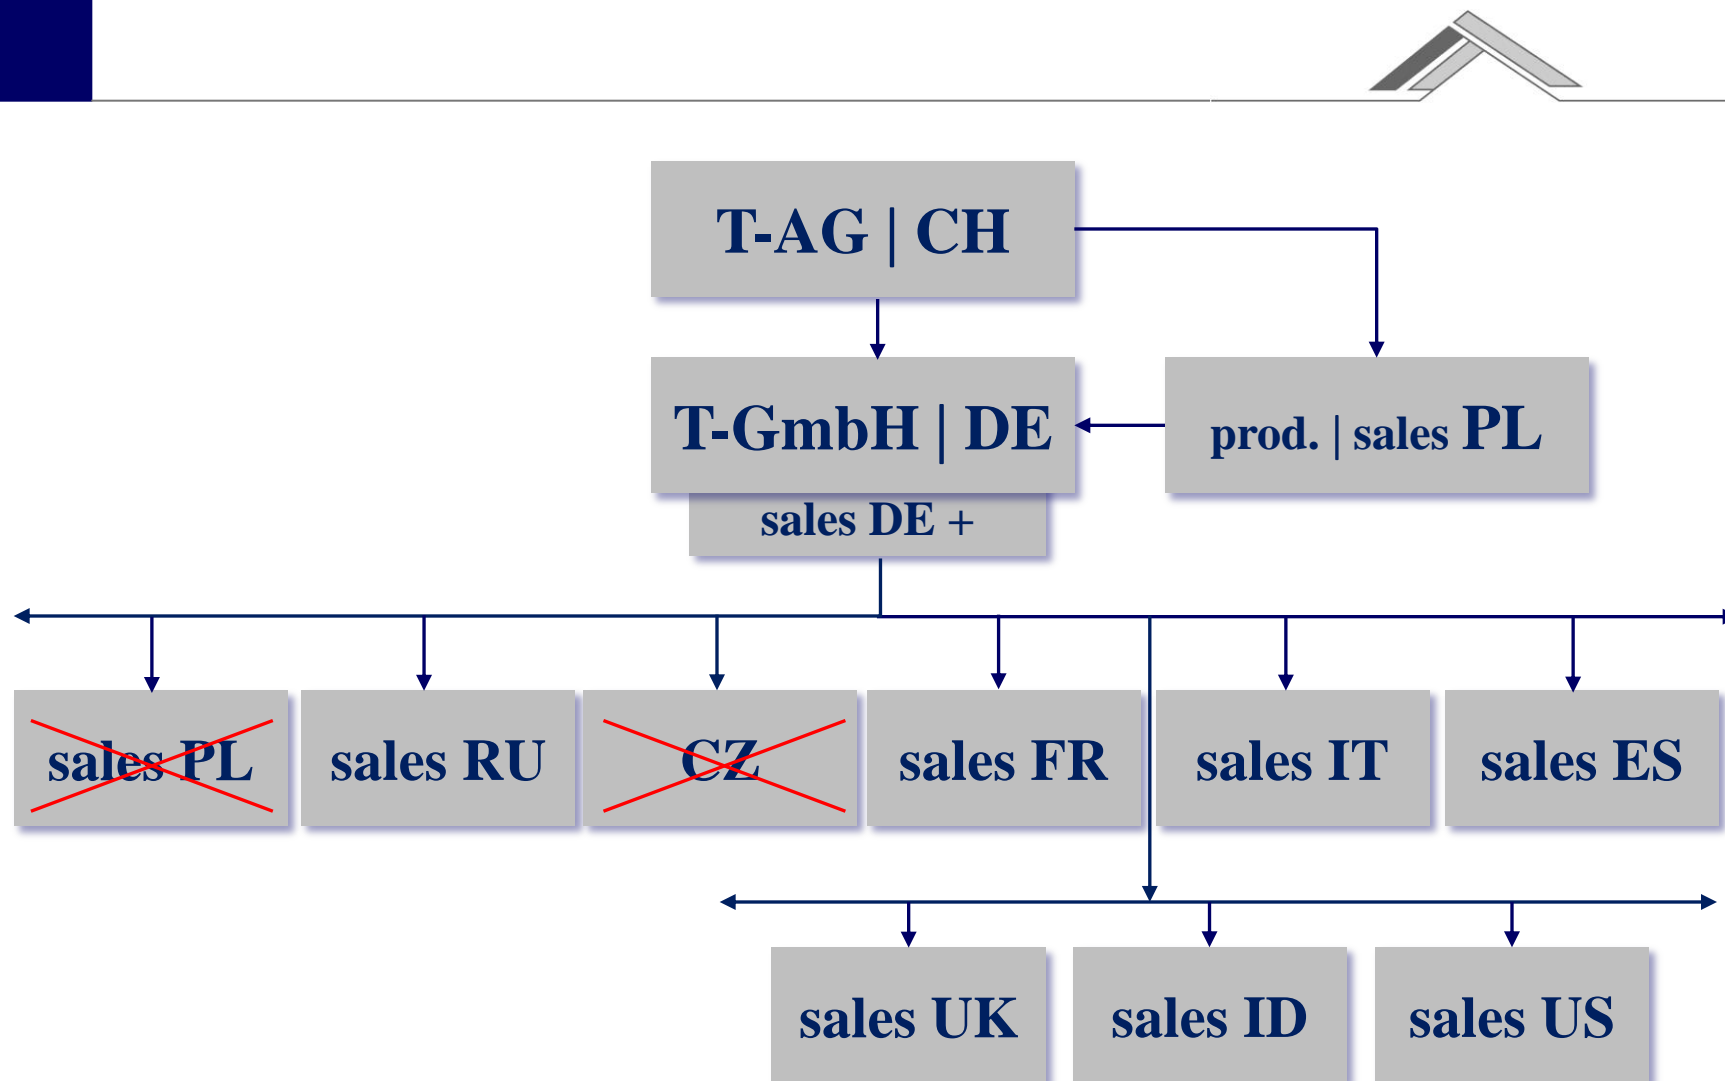 T-AG | CH
T-GmbH | DE
prod. | sales PL
sales DE +
sales PL
sales RU
CZ
sales FR
sales IT
sales ES
sales UK
sales ID
sales US